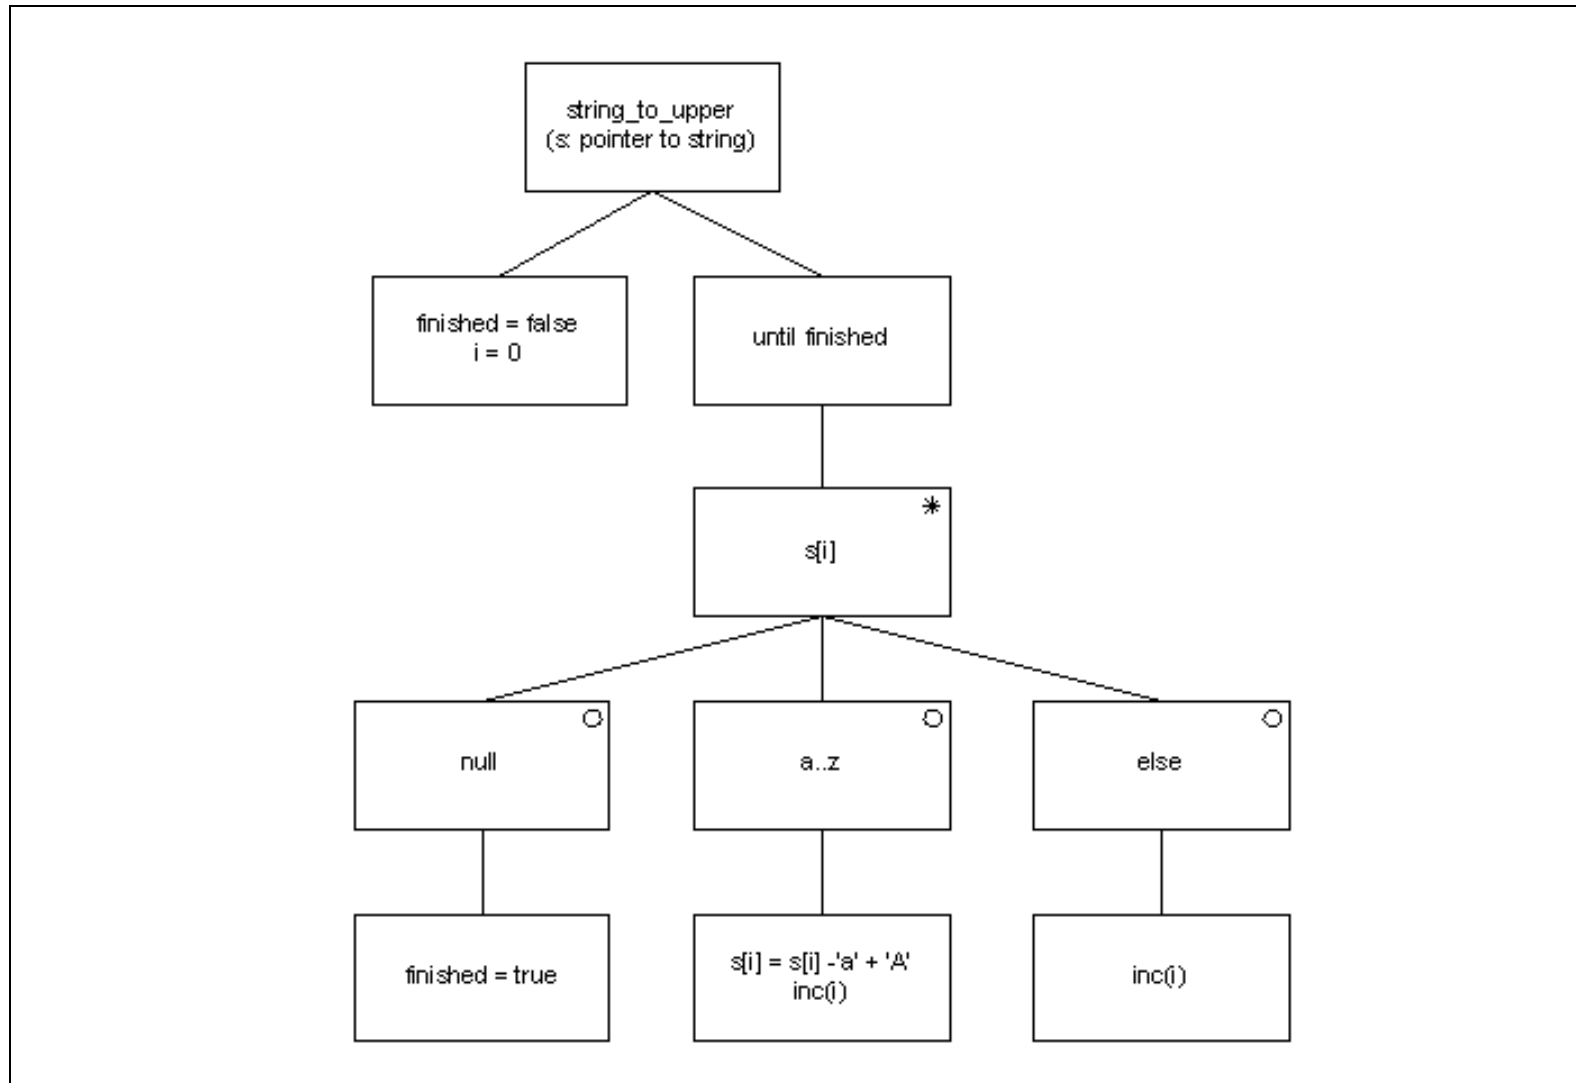 string_to_upper
(s: pointer to string)
finished = false
i = 0
until finished
*
s[i]
null
a..z
else
finished = true
s[i] = s[i] -'a' + 'A'
inc(i)
inc(i)